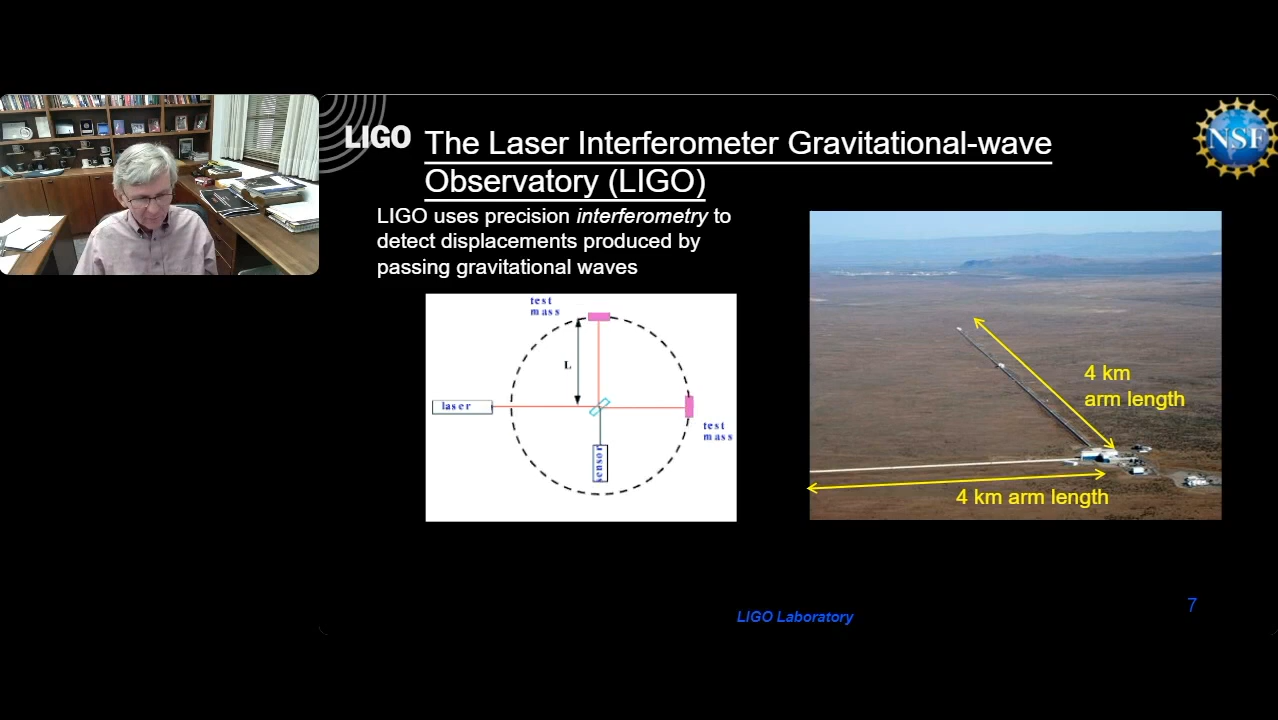 LIGO
The Laser Interferometer Gravitational-wave
Observatory (LIGO)
NSF
LIGO uses precision interferometry to
detect displacements produced by
passing gravitational waves
test
mass
L
laser
test
mass
sensor
4 km
arm length
4 km arm length
LIGO Laboratory
7